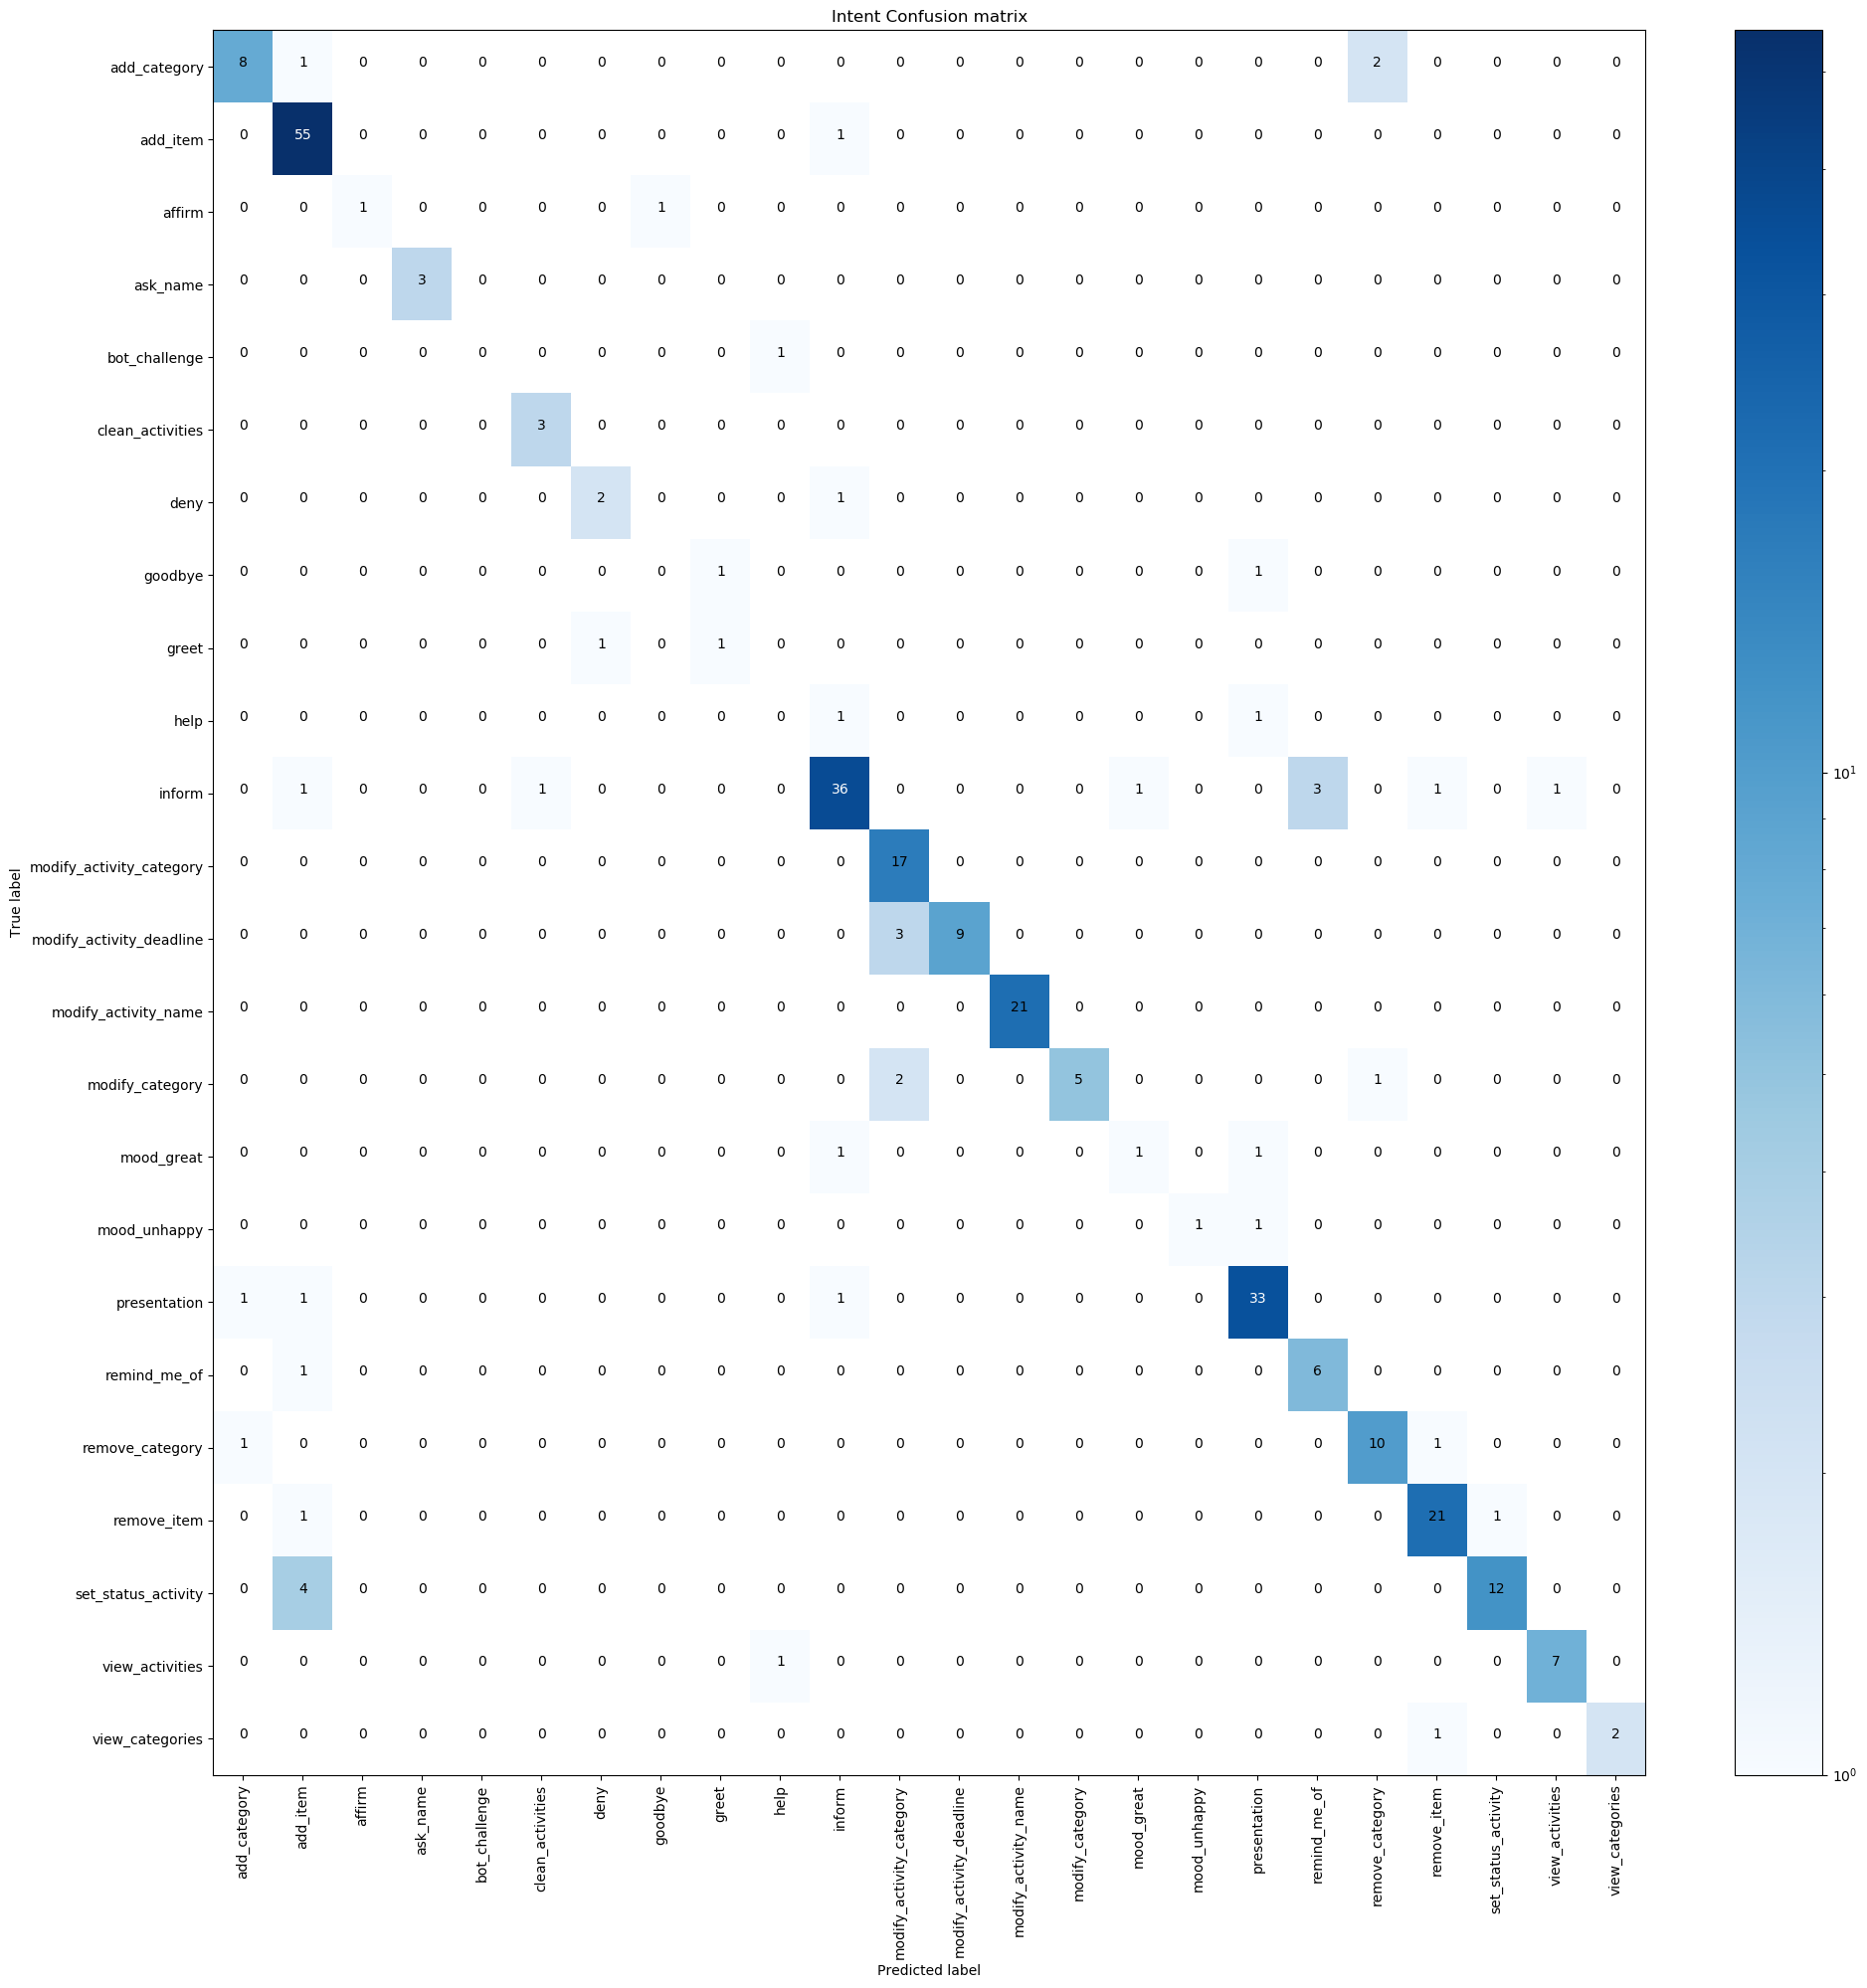 Intent Confusion matrix
add_category 8 1 0 0 0 0 0 0 0 0 0 0 0 0 0 0 0 0 0 2 0 0 0 0
add_item 0 55 0 0 0 0 0 0 0 0 1 0 0 0 0 0 0 0 0 0 0 0 0 0
affirm 0 0 1 0 0 0 0 1 0 0 0 0 0 0 0 0 0 0 0 0 0 0 0 0
ask_name 0 0 0 3 0 0 0 0 0 0 0 0 0 0 0 0 0 0 0 0 0 0 0 0
bot_challenge 0 0 0 0 0 0 0 0 0 1 0 0 0 0 0 0 0 0 0 0 0 0 0 0
clean_activities 0 0 0 0 0 3 0 0 0 0 0 0 0 0 0 0 0 0 0 0 0 0 0 0
deny 0 0 0 0 0 0 2 0 0 0 1 0 0 0 0 0 0 0 0 0 0 0 0 0
goodbye 0 0 0 0 0 0 0 0 1 0 0 0 0 0 0 0 0 1 0 0 0 0 0 0
greet 0 0 0 0 0 0 1 0 1 0 0 0 0 0 0 0 0 0 0 0 0 0 0 0
help 0 0 0 0 0 0 0 0 0 0 1 0 0 0 0 0 0 1 0 0 0 0 0 0
inform 0 1 0 0 0 1 0 0 0 0 36 0 0 0 0 1 0 0 3 0 1 0 1 0
modify_activity_category 0 0 0 0 0 0 0 0 0 0 0 17 0 0 0 0 0 0 0 0 0 0 0 0
modify_activity_deadline 0 0 0 0 0 0 0 0 0 0 0 3 9 0 0 0 0 0 0 0 0 0 0 0
modify_activity_name 0 0 0 0 0 0 0 0 0 0 0 0 0 21 0 0 0 0 0 0 0 0 0 0
modify_category 0 0 0 0 0 0 0 0 0 0 0 2 0 0 5 0 0 0 0 1 0 0 0 0
mood_great 0 0 0 0 0 0 0 0 0 0 1 0 0 0 0 1 0 1 0 0 0 0 0 0
mood_unhappy 0 0 0 0 0 0 0 0 0 0 0 0 0 0 0 0 1 1 0 0 0 0 0 0
presentation 1 1 0 0 0 0 0 0 0 0 1 0 0 0 0 0 0 33 0 0 0 0 0 0
remind_me_of 0 1 0 0 0 0 0 0 0 0 0 0 0 0 0 0 0 0 6 0 0 0 0 0
remove_category 1 0 0 0 0 0 0 0 0 0 0 0 0 0 0 0 0 0 0 10 1 0 0 0
remove_item 0 1 0 0 0 0 0 0 0 0 0 0 0 0 0 0 0 0 0 0 21 1 0 0
set_status_activity 0 4 0 0 0 0 0 0 0 0 0 0 0 0 0 0 0 0 0 0 0 12 0 0
view_activities 0 0 0 0 0 0 0 0 0 1 0 0 0 0 0 0 0 0 0 0 0 0 7 0
view_categories 0 0 0 0 0 0 0 0 0 0 0 0 0 0 0 0 0 0 0 0 1 0 0 2
True label
add_category
add_item
affirm
ask_name
bot_challenge
clean_activities
deny
goodbye
greet
help
inform
modify_activity_category
modify_activity_deadline
modify_activity_name
modify_category
mood_great
mood_unhappy
presentation
remind_me_of
remove_category
remove_item
set_status_activity
view_activities
view_categories
Predicted label
10¹
10⁰